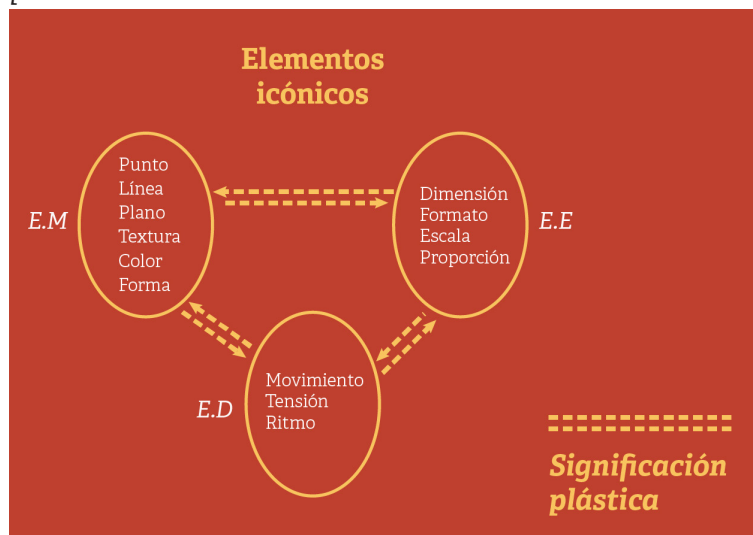 Elementos
icónicos
E.M
Punto
Línea
Plano
Textura
Color
Forma
Dimensión
Formato
Escala
Proporción
E.E
E.D
Movimiento
Tensión
Ritmo
Significación
plástica